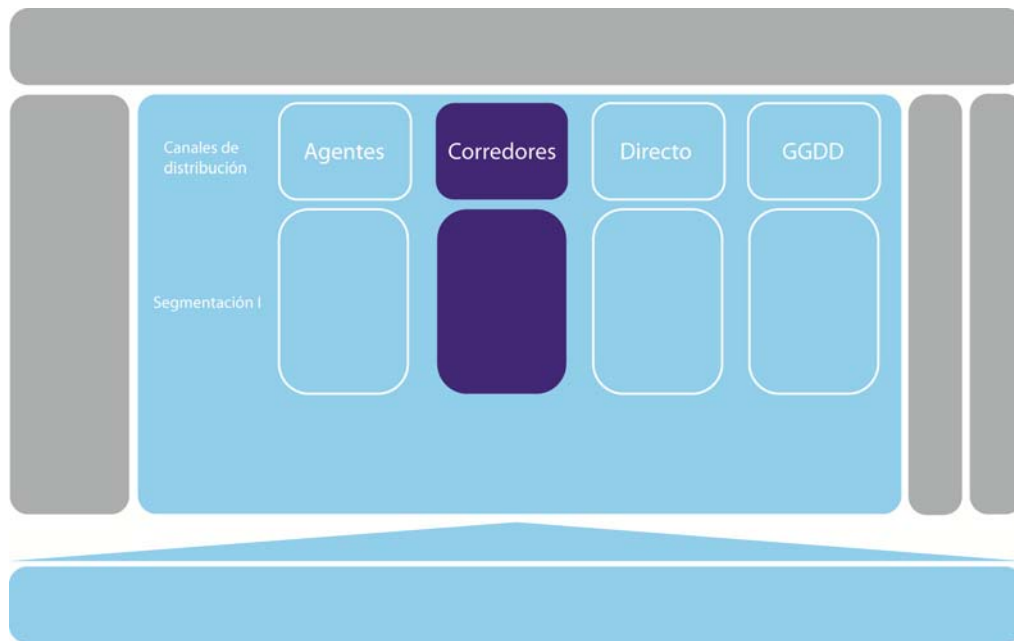 Canales de
distribución
Agentes
Corredores
Directo
GGDD
Segmentación I